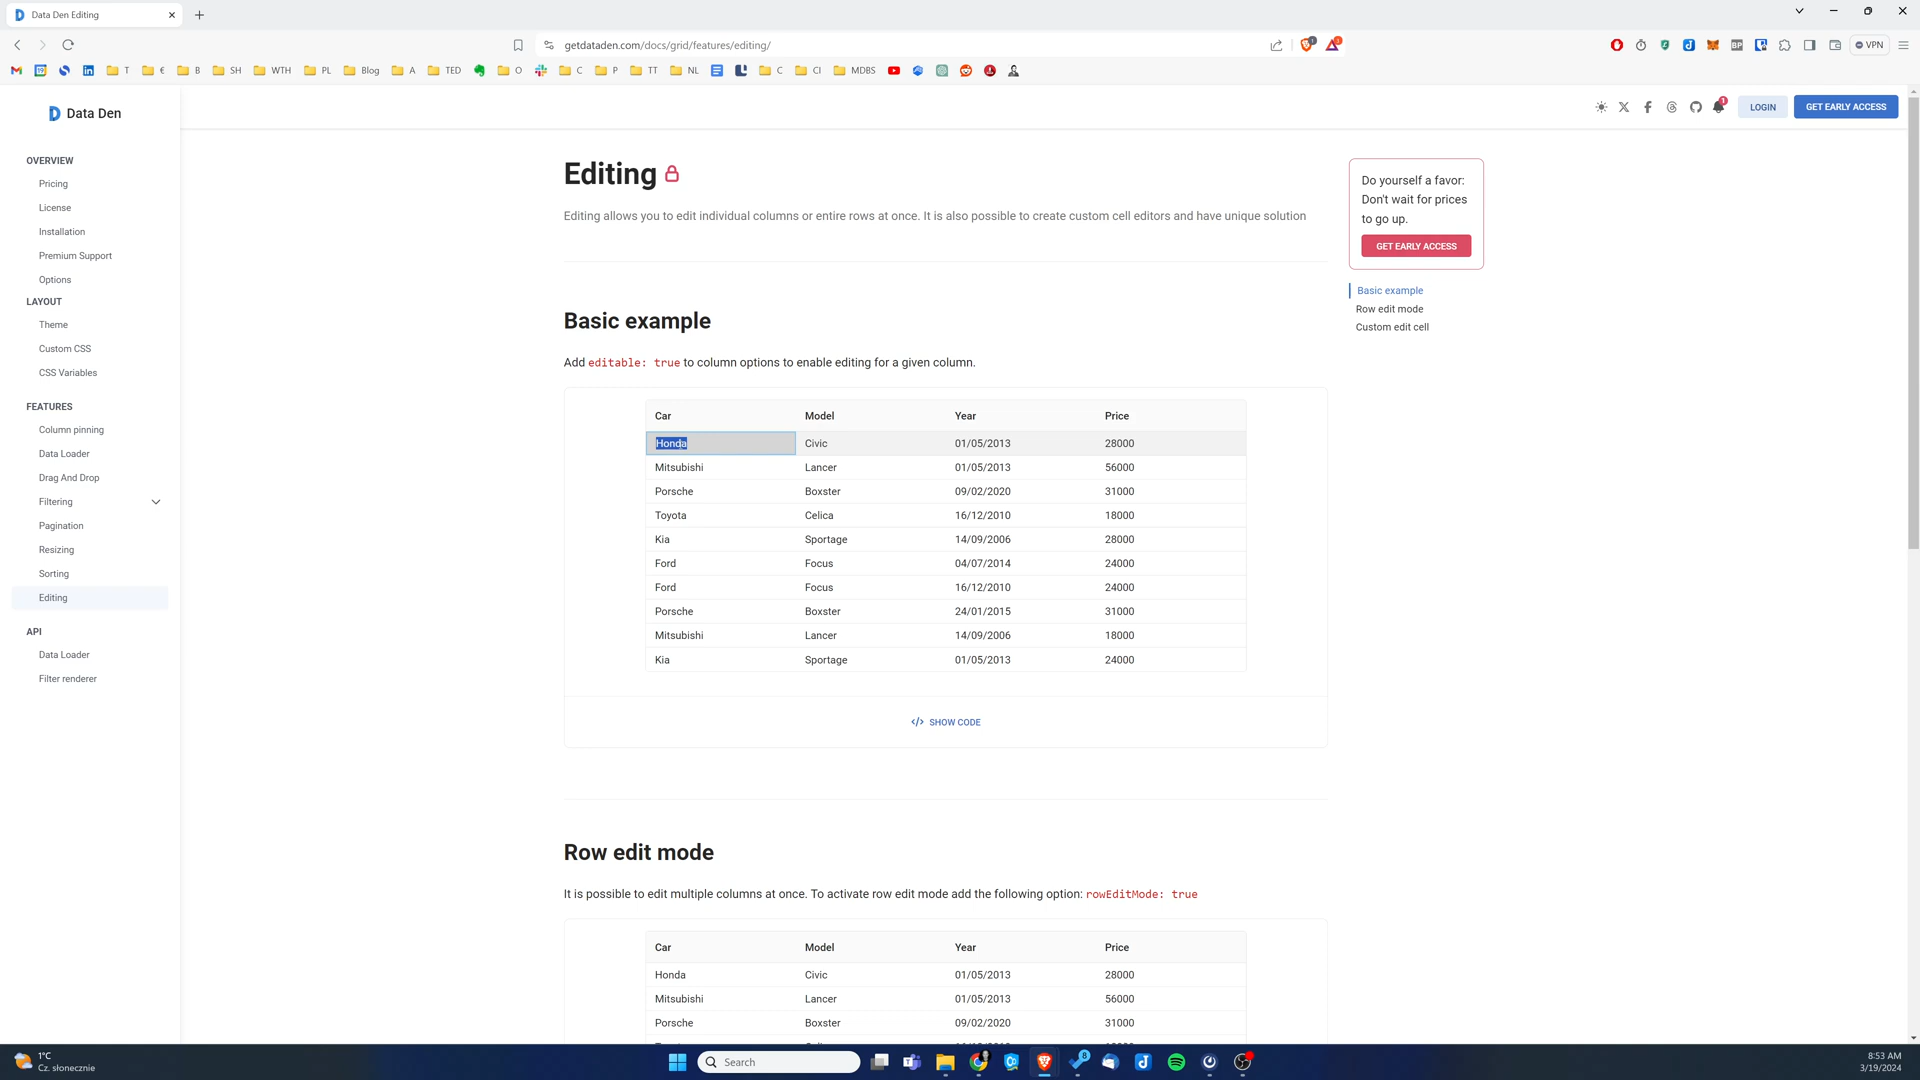 Data Den Editing
getdataden.com/docs/grid/features/editing/
1
3
VPN
T
€
B
SH
WTH
PL
Blog
A
TED
O
C
P
TT
NL
C
CI
MDBS
Data Den
1
LOGIN
GET EARLY ACCESS
OVERVIEW
Pricing
License
Installation
Premium Support
Options
LAYOUT
Theme
Custom CSS
CSS Variables
FEATURES
Column pinning
Data Loader
Drag And Drop
Filtering
Pagination
Resizing
Sorting
Editing
API
Data Loader
Filter renderer
Editing
Editing allows you to edit individual columns or entire rows at once. It is also possible to create custom cell editors and have unique solution
Basic example
Add editable: true to column options to enable editing for a given column.
Car Model Year Price
Honda Civic 01/05/2013 28000
Mitsubishi Lancer 01/05/2013 56000
Porsche Boxster 09/02/2020 31000
Toyota Celica 16/12/2010 18000
Kia Sportage 14/09/2006 28000
Ford Focus 04/07/2014 24000
Ford Focus 16/12/2010 24000
Porsche Boxster 24/01/2015 31000
Mitsubishi Lancer 14/09/2006 18000
Kia Sportage 01/05/2013 24000
SHOW CODE
Row edit mode
It is possible to edit multiple columns at once. To activate row edit mode add the following option: rowEditMode: true
Car Model Year Price
Honda Civic 01/05/2013 28000
Mitsubishi Lancer 01/05/2013 56000
Porsche Boxster 09/02/2020 31000
Do yourself a favor:
Don't wait for prices
to go up.
GET EARLY ACCESS
Basic example
Row edit mode
Custom edit cell
1°C
Cz. słonecznie
Search
8
8:53 AM
3/19/2024